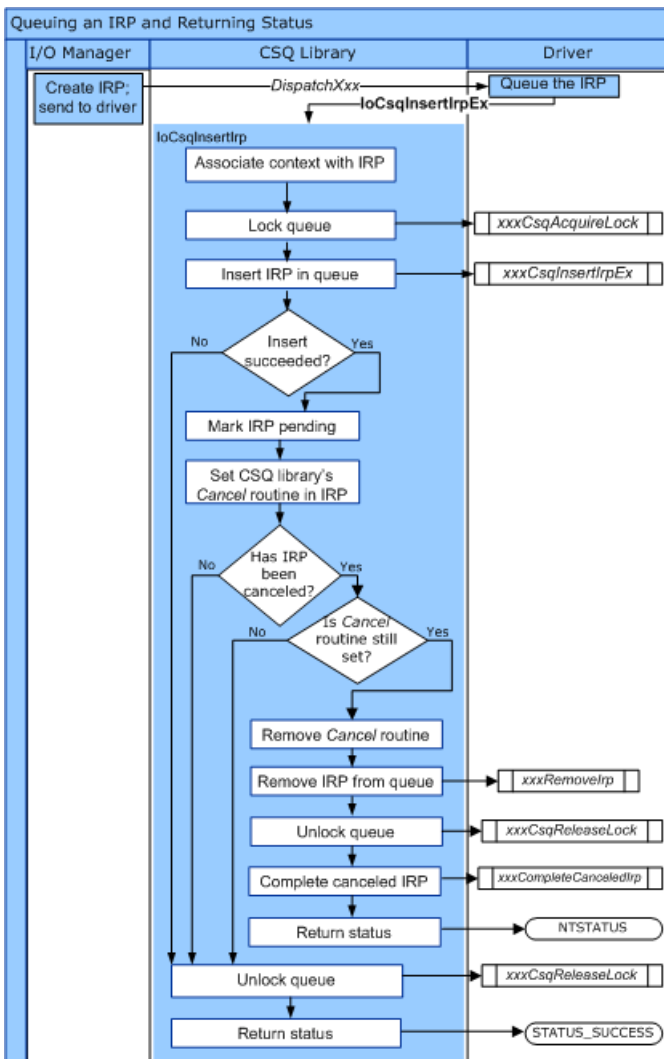 Queuing an IRP and Returning Status
I/O Manager
CSQ Library
Driver
Create IRP;
send to driver
DispatchXxx
Queue the IRP
IoCsqInsertIrpEx
IoCsqInsertIrp
Associate context with IRP
Lock queue
xxxCsqAcquireLock
Insert IRP in queue
xxxCsqInsertIrpEx
No
Insert
succeeded?
Yes
Mark IRP pending
Set CSQ library's
Cancel routine in IRP
No
Has IRP
been
canceled?
Yes
No
Is Cancel
routine still
set?
Yes
Remove Cancel routine
Remove IRP from queue
xxxRemoveIrp
Unlock queue
xxxCsqReleaseLock
Complete canceled IRP
xxxCompleteCanceledIrp
Return status
NTSTATUS
Unlock queue
xxxCsqReleaseLock
Return status
STATUS_SUCCESS